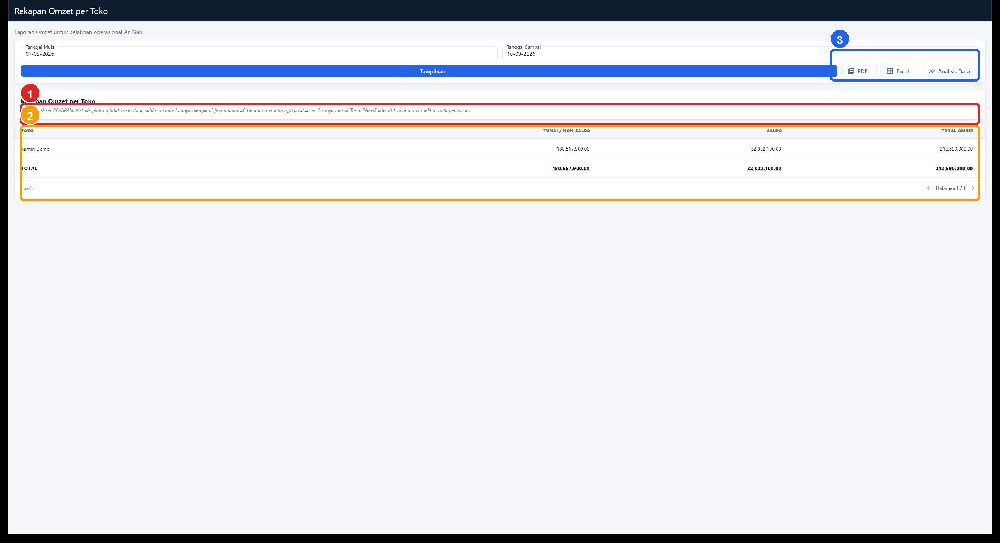 Rekapan Omzet per Toko
Laporan Omzet untuk pelatihan operasional An Nahl
3
Tanggal Mulai
01-09-2026
Tanggal Sampai
10-09-2026
Tampilkan
PDF
Excel
Analisis Data
1
Omzet per Toko
2
sheet REKAPAN. Metode piutang tidak memotong saldo; metode lainnya mengikuti flag manual=false atau memotong_deposit=true. Sisanya masuk Tunai/Non-Saldo. Klik nilai untuk melihat nota penyusun.
TOKO TUNAI / NON-SALDO SALDO TOTAL OMZET
Kantin Demo 180.567.900,00 32.022.100,00 212.590.000,00
TOTAL 180.567.900,00 32.022.100,00 212.590.000,00
baris
Halaman 1 / 1